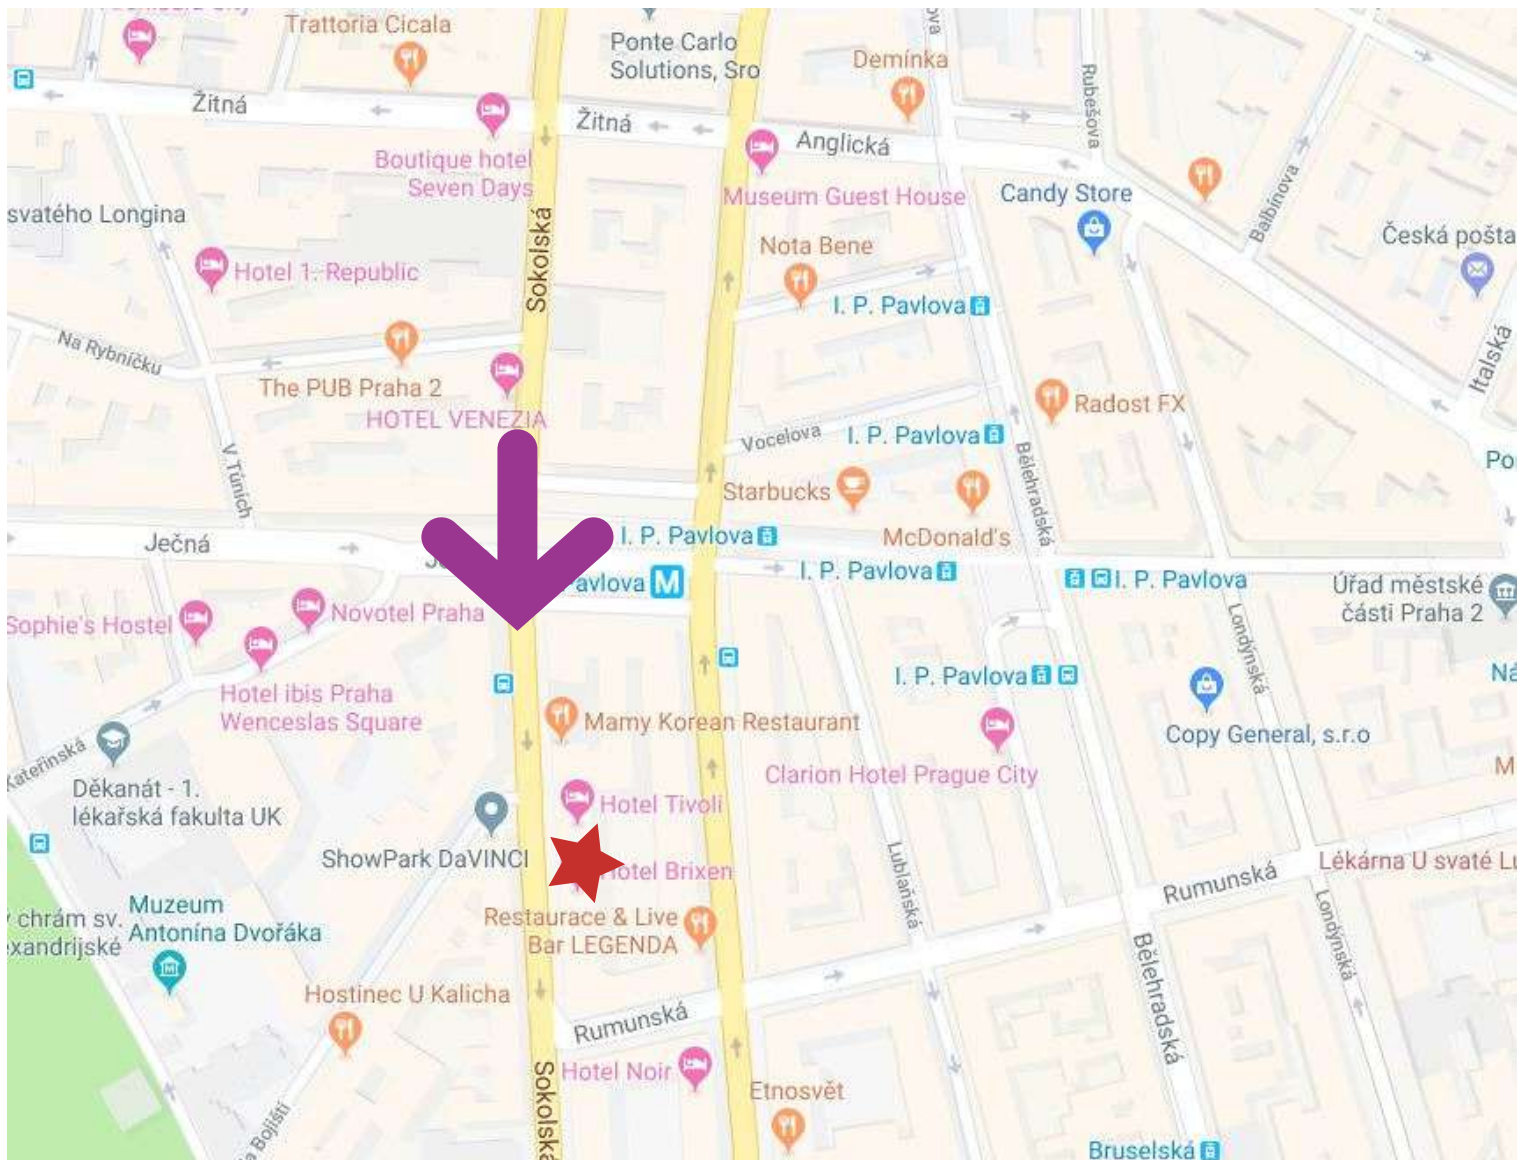 Trattoria Cicala
Ponte Carlo
Solutions, Sro
Demínka
Rubešova
Žitná
Žitná
Anglická
Boutique hotel
Seven Days
Museum Guest House
Candy Store
Balbínova
svatého Longina
Sokolská
Nota Bene
Česká pošta
Hotel 1. Republic
I. P. Pavlova
Na Rybníčku
The PUB Praha 2
HOTEL VENEZIA
Italská
Radost FX
Vocelova
I. P. Pavlova
Bělehradská
V Tůních
Starbucks
McDonald's
Ječná
I. P. Pavlova
I. P. Pavlova
I. P. Pavlova
Pavlova M
Úřad městské
části Praha 2
Sophie's Hostel
Novotel Praha
Londýnská
Hotel ibis Praha
Wenceslas Square
I. P. Pavlova
Mamy Korean Restaurant
Copy General, s.r.o
Kateřinská
Clarion Hotel Prague City
Děkanát - 1.
lékařská fakulta UK
Hotel Tivoli
ShowPark DaVINCI
Hotel Brixen
Lublaňská
Rumunská
Lékárna U svaté Lu
Muzeum
Antonína Dvořáka
chrám sv.
xandrijské
Restaurace & Live
Bar LEGENDA
Londýnská
Bělehradská
Hostinec U Kalicha
Rumunská
Hotel Noir
Sokolská
Etnosvět
Bojišti
Bruselská